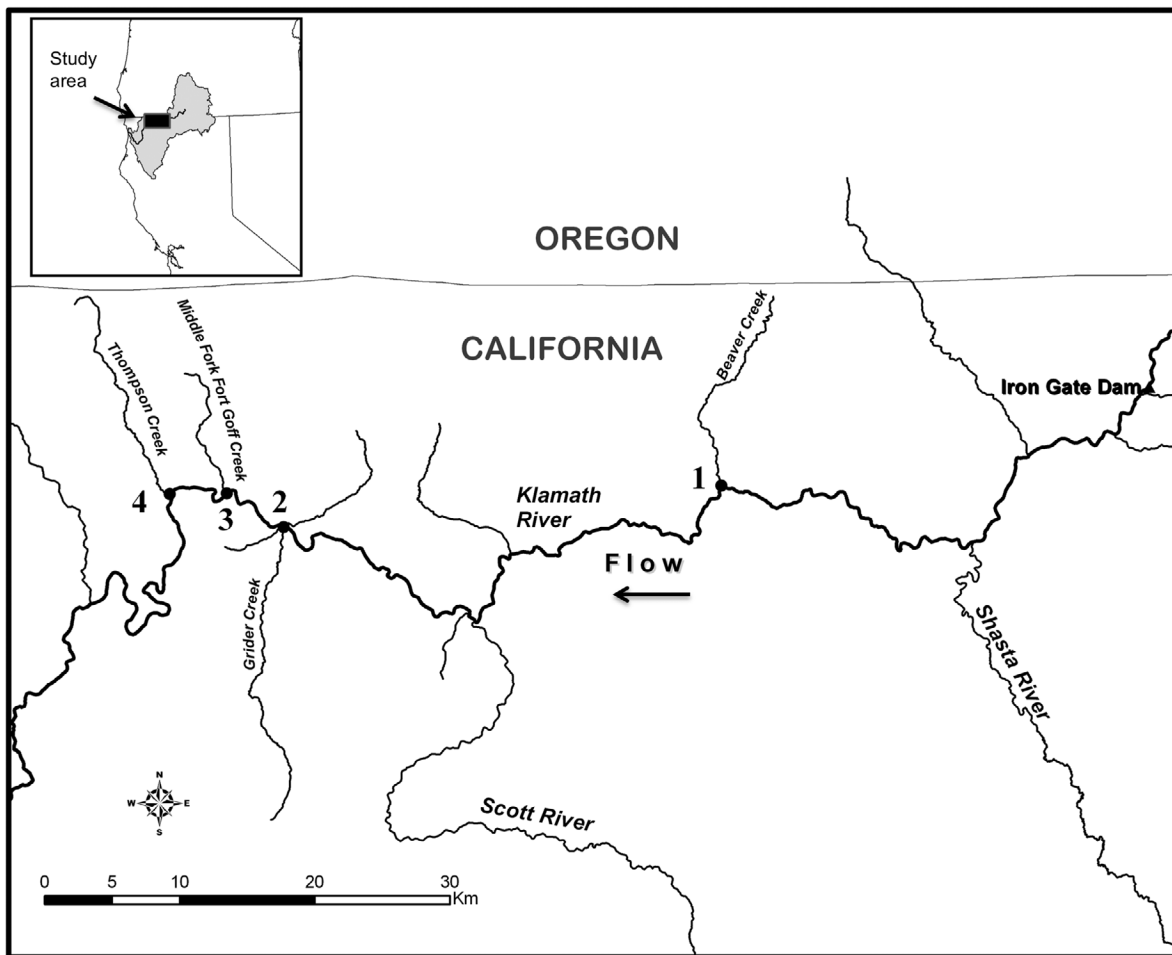 Study
area
OREGON
CALIFORNIA
Thompson Creek
Middle Fork Fort Goff Creek
Beaver Creek
Iron Gate Dam
1
2
3
4
Klamath
River
Flow
Grider Creek
Shasta River
Scott River
N
W
E
S
0 5 10 20 30
Km